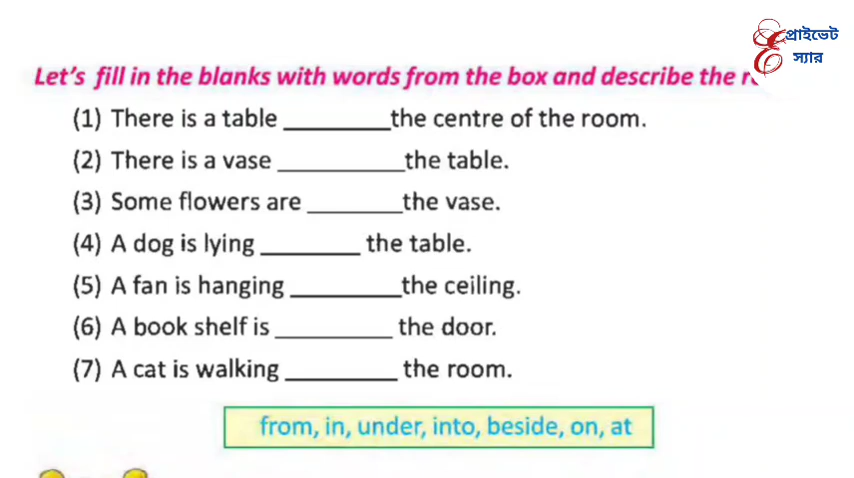 প্রাইভেট
স্যার
Let's fill in the blanks with words from the box and describe the
(1) There is a table ________the centre of the room.
(2) There is a vase __________the table.
(3) Some flowers are ________the vase.
(4) A dog is lying ________ the table.
(5) A fan is hanging _________the ceiling.
(6) A book shelf is __________ the door.
(7) A cat is walking _________ the room.
from, in, under, into, beside, on, at